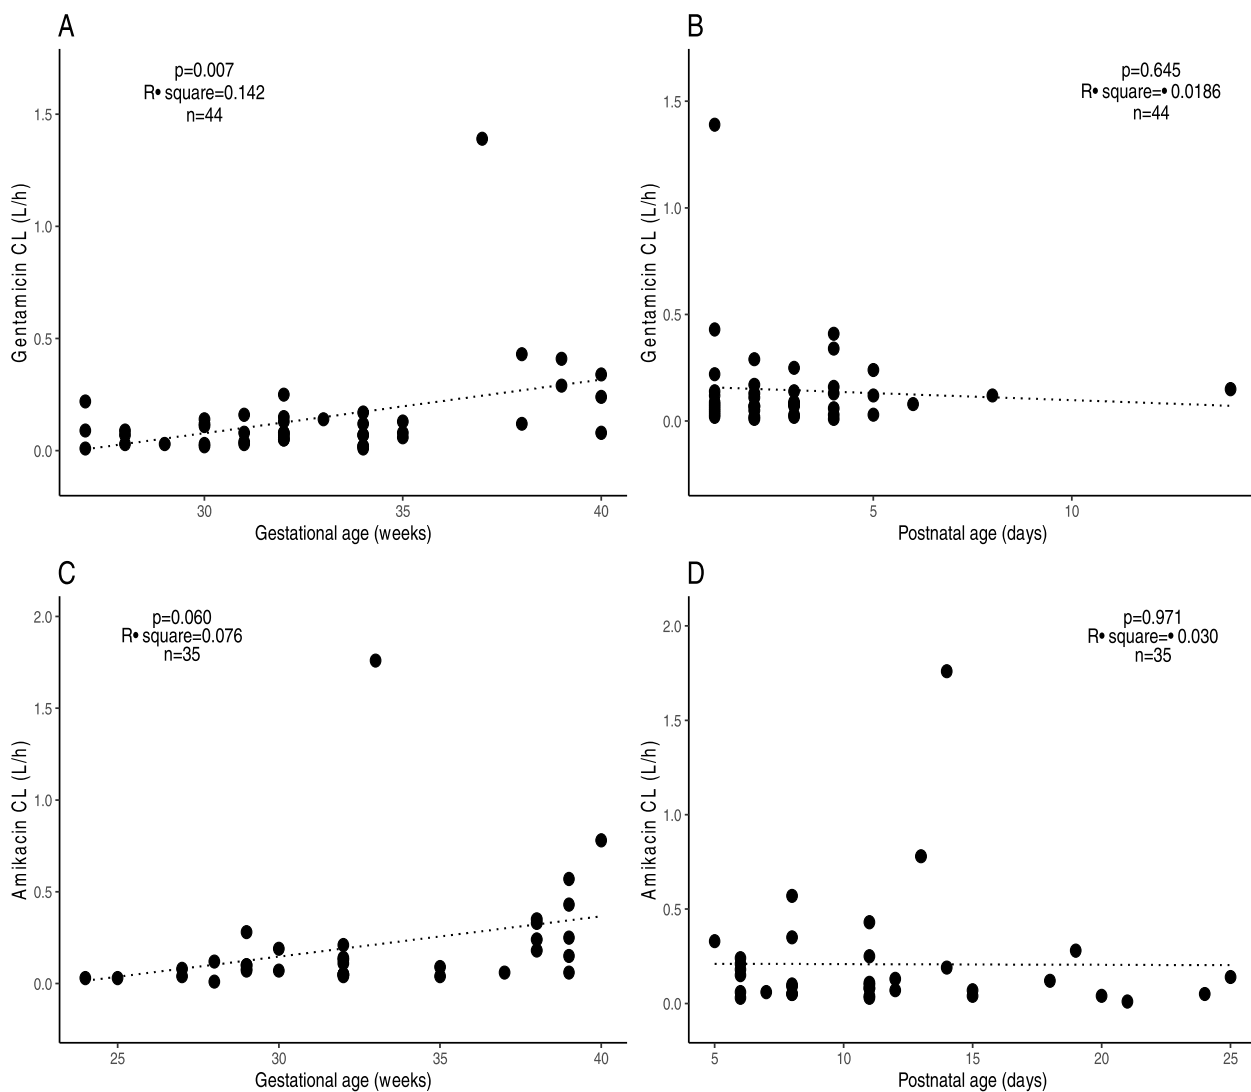 A
p=0.007
R• square=0.142
n=44
1.5
1.0
0.5
0.0
Gentamicin CL (L/h)
30
35
40
Gestational age (weeks)
B
p=0.645
R• square=• 0.0186
n=44
1.5
1.0
0.5
0.0
Gentamicin CL (L/h)
5
10
Postnatal age (days)
C
p=0.060
R• square=0.076
n=35
2.0
1.5
1.0
0.5
0.0
Amikacin CL (L/h)
25
30
35
40
Gestational age (weeks)
D
p=0.971
R• square=• 0.030
n=35
2.0
1.5
1.0
0.5
0.0
Amikacin CL (L/h)
5
10
15
20
25
Postnatal age (days)